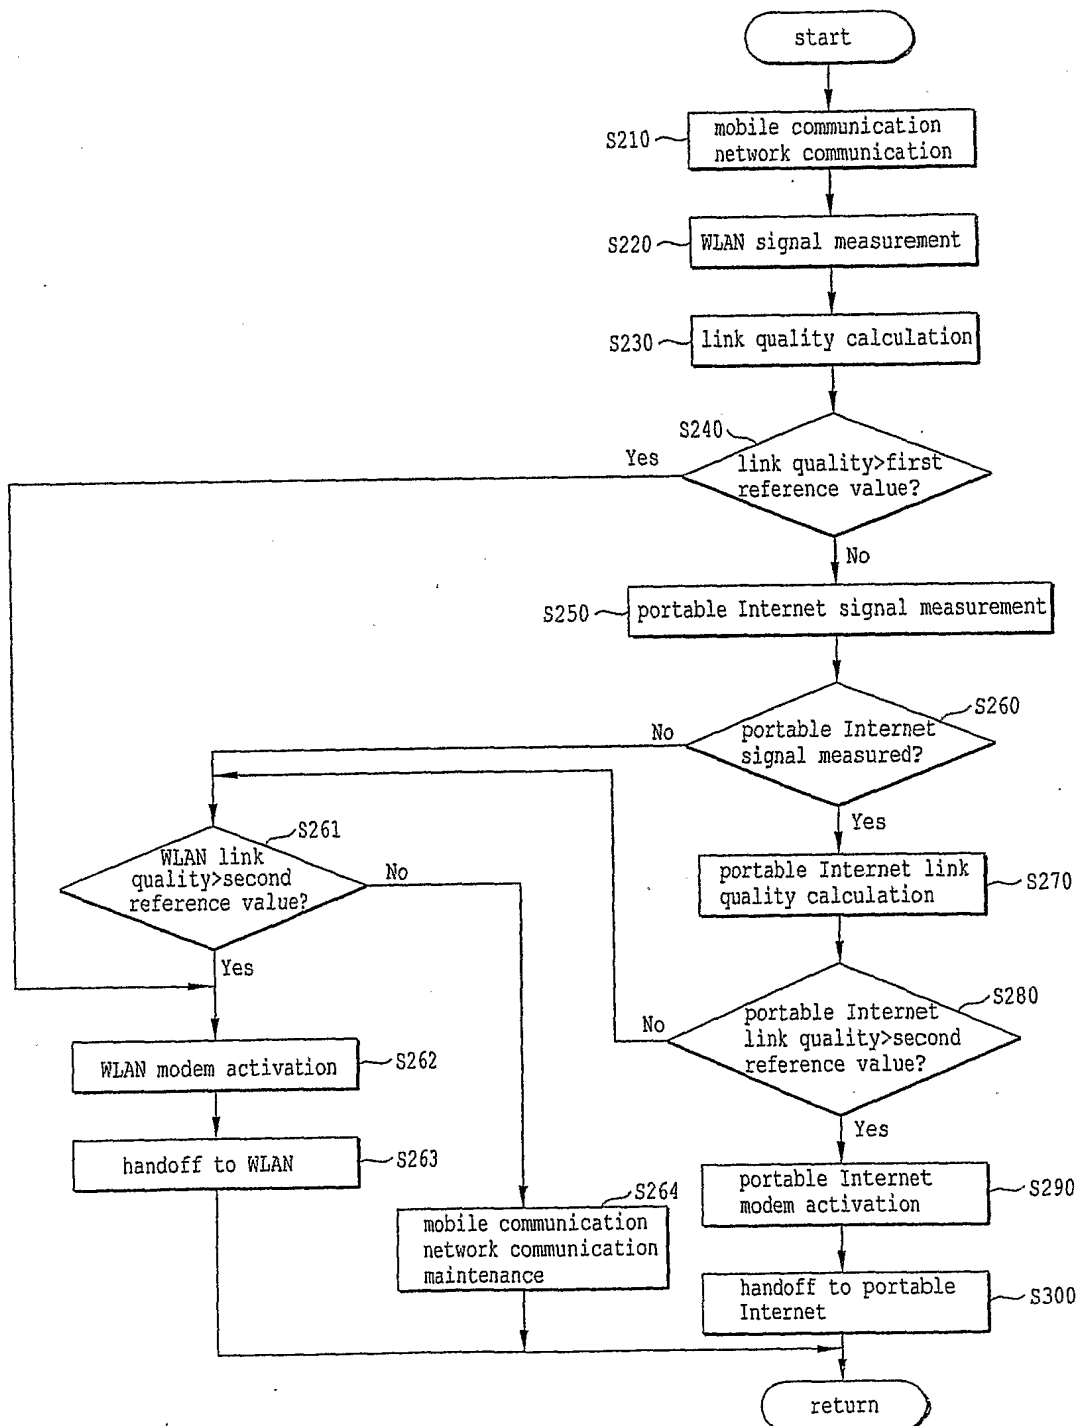 start
S210
mobile communication
network communication
S220
WLAN signal measurement
S230
link quality calculation
S240
Yes
link quality>first
reference value?
No
S250
portable Internet signal measurement
S260
No
portable Internet
signal measured?
Yes
S261
WLAN link
quality>second
reference value?
No
Yes
portable Internet link
quality calculation
S270
S280
No
portable Internet
link quality>second
reference value?
Yes
WLAN modem activation
S262
handoff to WLAN
S263
S264
mobile communication
network communication
maintenance
portable Internet
modem activation
S290
handoff to portable
Internet
S300
return